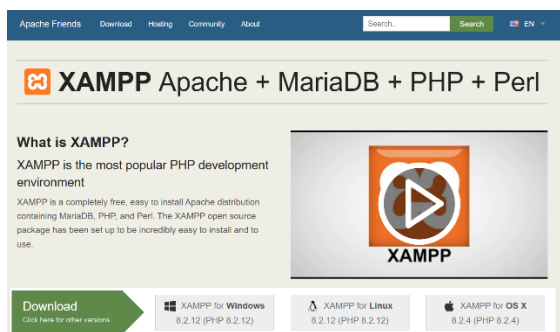 Apache Friends Download Hosting Community About Search... Search EN
XAMPP Apache + MariaDB + PHP + Perl
What is XAMPP?
XAMPP is the most popular PHP development
environment
XAMPP is a completely free, easy to install Apache distribution
containing MariaDB, PHP, and Perl. The XAMPP open source
package has been set up to be incredibly easy to install and to
use.
XAMPP
Download
Click here for other versions
XAMPP for Windows
8.2.12 (PHP 8.2.12)
XAMPP for Linux
8.2.12 (PHP 8.2.12)
XAMPP for OS X
8.2.4 (PHP 8.2.4)